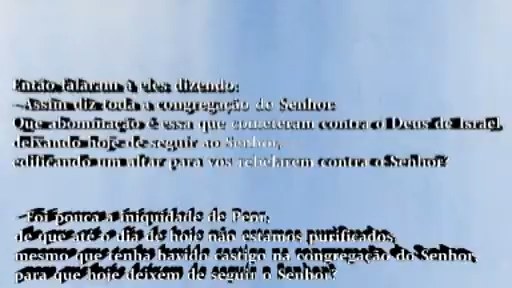 Então falaram a eles, dizendo:
-Assim diz toda a congregação do Senhor:
Que abominação é essa que cometeram contra o Deus de Israel,
deixando hoje de seguir ao Senhor,
edificando um altar para vos rebelarem contra o Senhor?
-Foi pouca a iniquidade de Peor,
de que até o dia de hoje não estamos purificados,
mesmo que tenha havido castigo na congregação do Senhor,
para que hoje deixem de seguir o Senhor?